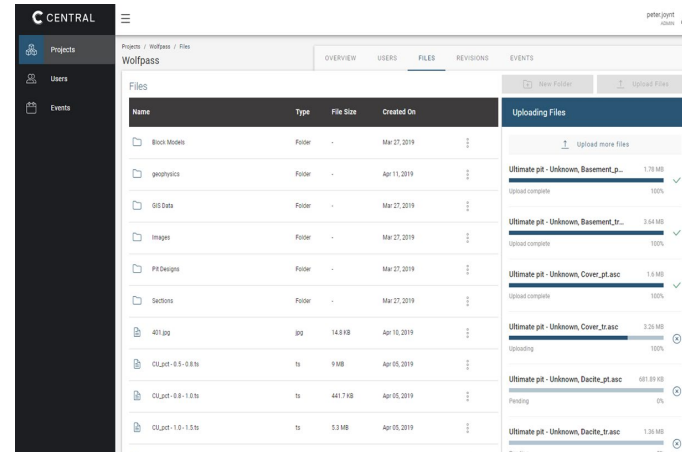 CENTRAL
peter.joynt
ADMIN
Projects
Users
Events
Projects / Wolfpass / Files
Wolfpass
OVERVIEW USERS FILES REVISIONS EVENTS
Files
New Folder Upload Files
Name Type File Size Created On
Block Models Folder - Mar 27, 2019
geophysics Folder - Apr 11, 2019
GIS Data Folder - Mar 27, 2019
Images Folder - Mar 27, 2019
Pit Designs Folder - Mar 27, 2019
Sections Folder - Mar 27, 2019
401.jpg jpg 14.8 KB Apr 10, 2019
CU_pct - 0.5 - 0.8.ts ts 9 MB Apr 05, 2019
CU_pct - 0.8 - 1.0.ts ts 441.7 KB Apr 05, 2019
CU_pct - 1.0 - 1.5.ts ts 5.3 MB Apr 05, 2019
Uploading Files
Upload more files
Ultimate pit - Unknown, Basement_p... 1.78 MB
Upload complete 100%
Ultimate pit - Unknown, Basement_tr... 3.64 MB
Upload complete 100%
Ultimate pit - Unknown, Cover_pt.asc 1.6 MB
Upload complete 100%
Ultimate pit - Unknown, Cover_tr.asc 3.26 MB
Uploading 100%
Ultimate pit - Unknown, Dacite_pt.asc 681.89 KB
Pending 0%
Ultimate pit - Unknown, Dacite_tr.asc 1.36 MB